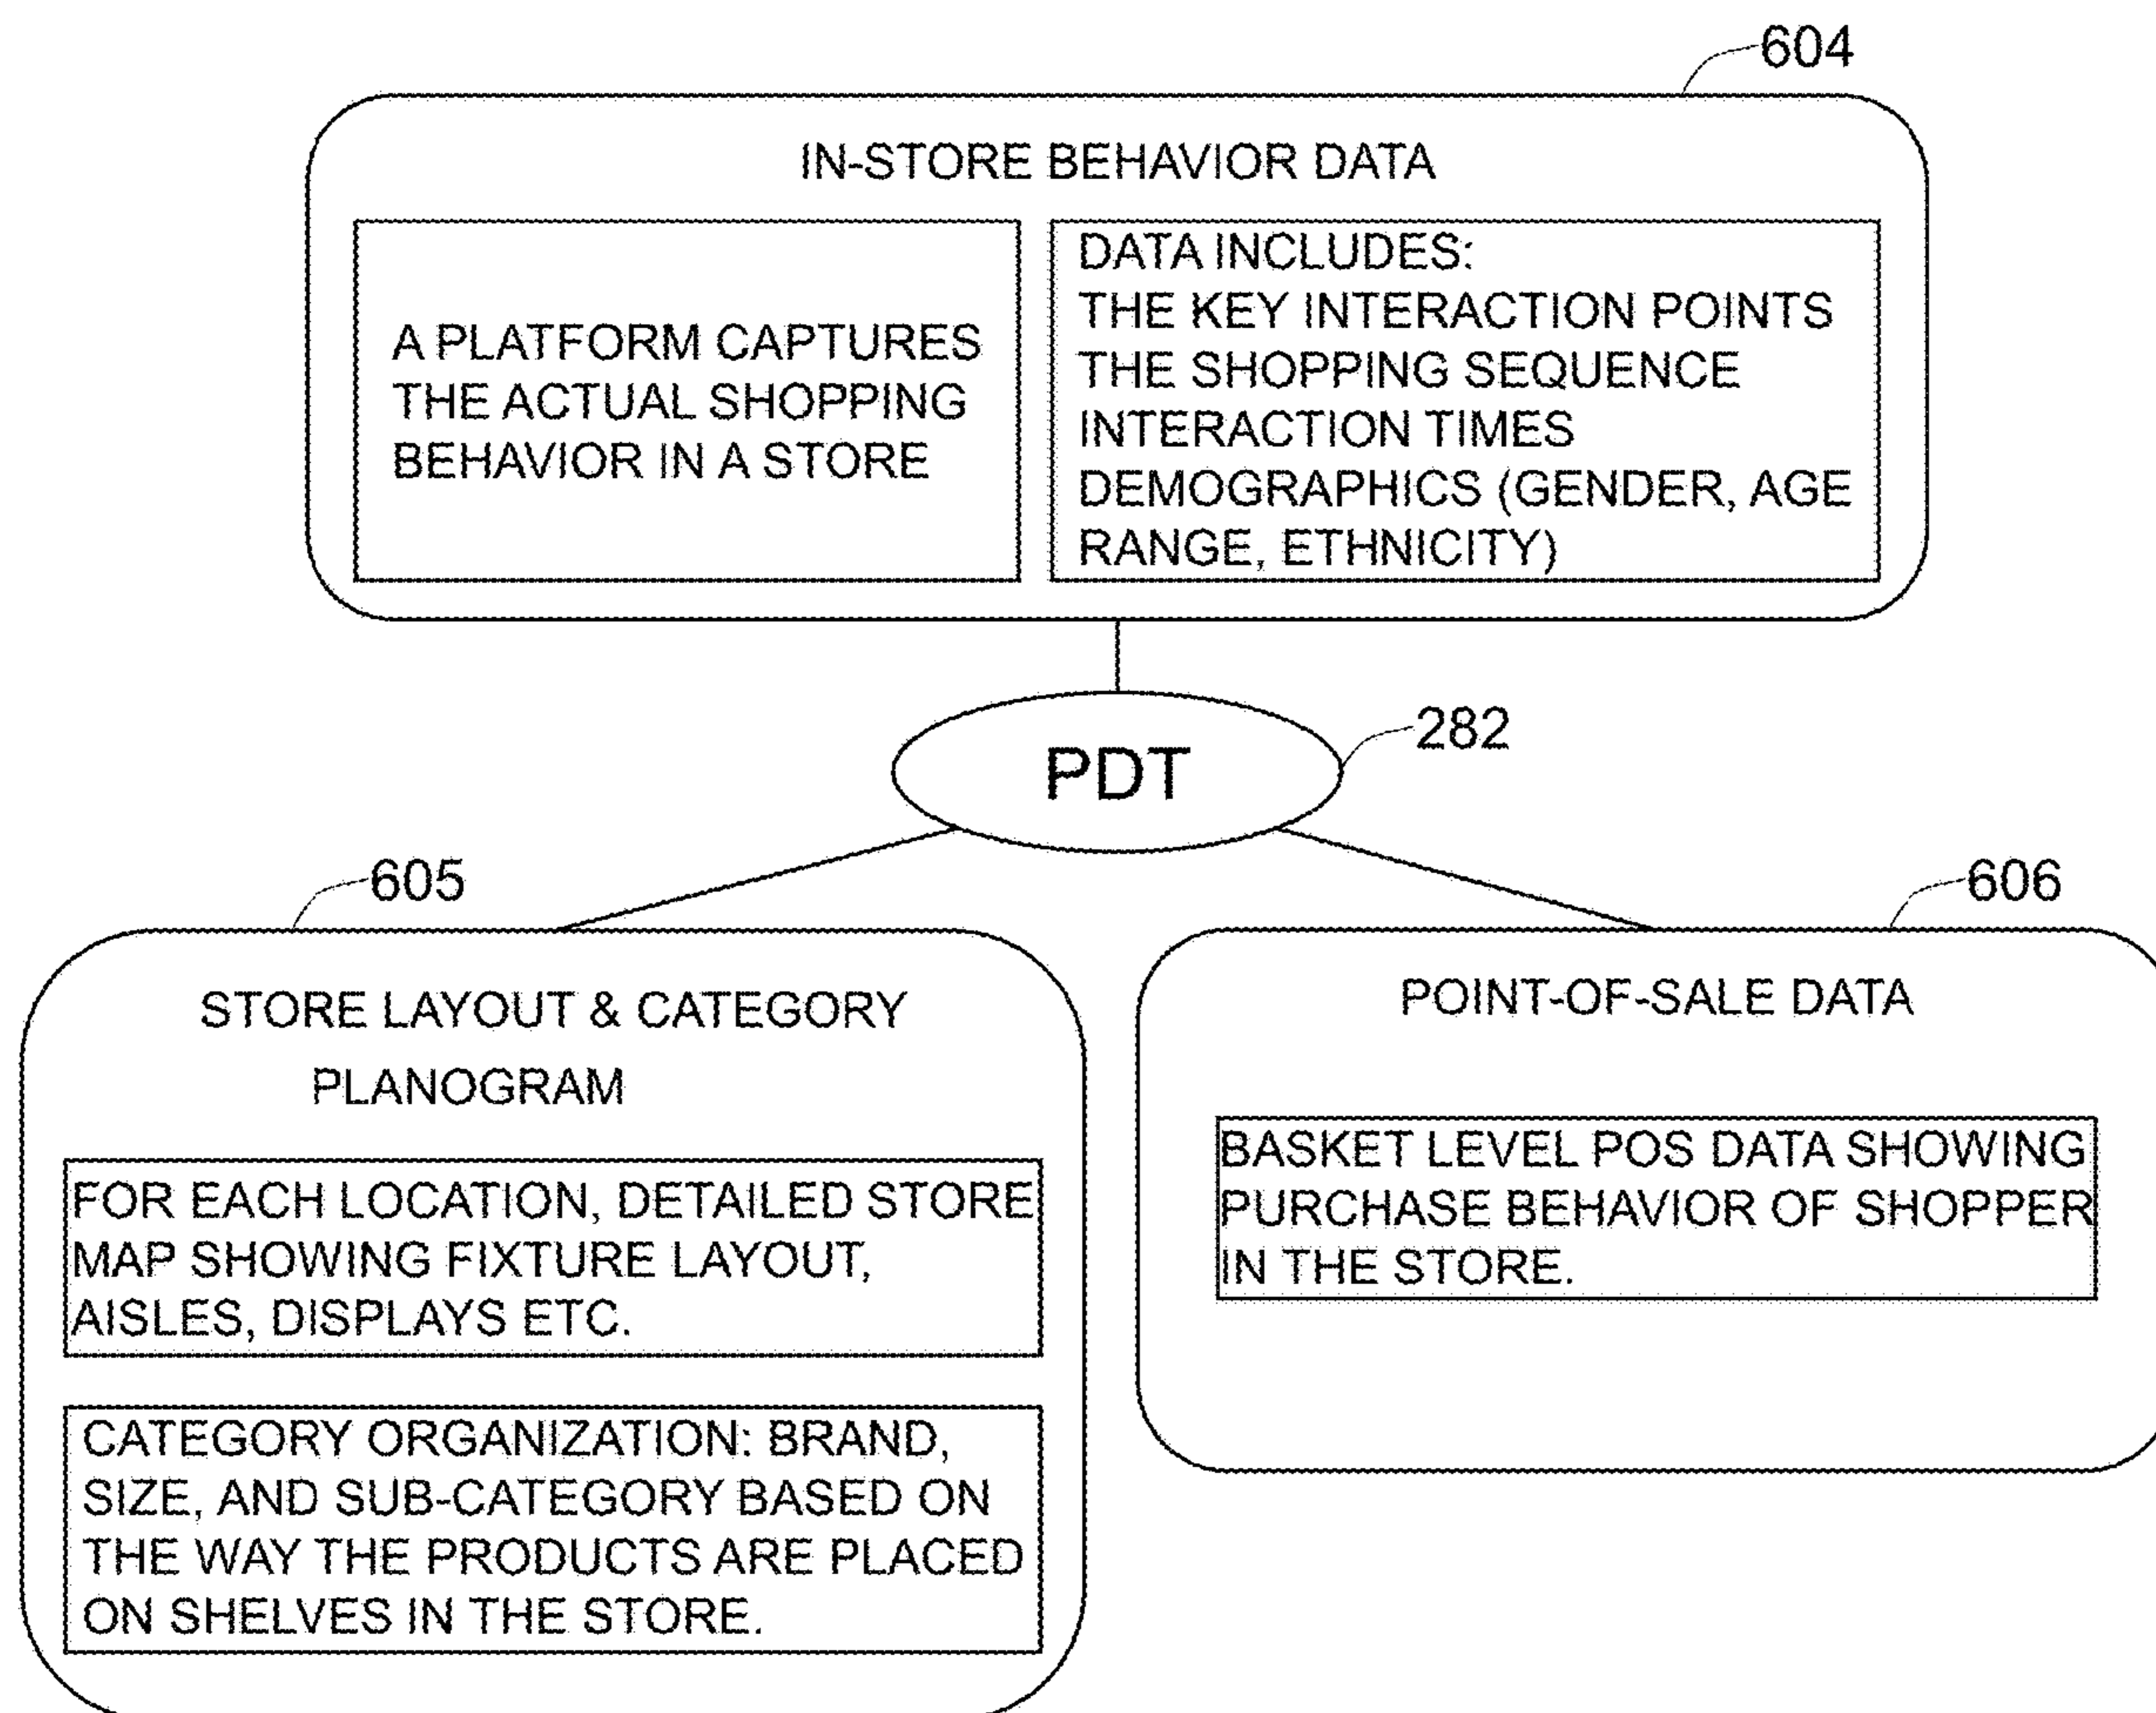 604
IN-STORE BEHAVIOR DATA
A PLATFORM CAPTURES
THE ACTUAL SHOPPING
BEHAVIOR IN A STORE
DATA INCLUDES:
THE KEY INTERACTION POINTS
THE SHOPPING SEQUENCE
INTERACTION TIMES
DEMOGRAPHICS (GENDER, AGE
RANGE, ETHNICITY)
PDT
282
605
STORE LAYOUT & CATEGORY
PLANOGRAM
FOR EACH LOCATION, DETAILED STORE
MAP SHOWING FIXTURE LAYOUT,
AISLES, DISPLAYS ETC.
CATEGORY ORGANIZATION: BRAND,
SIZE, AND SUB-CATEGORY BASED ON
THE WAY THE PRODUCTS ARE PLACED
ON SHELVES IN THE STORE.
606
POINT-OF-SALE DATA
BASKET LEVEL POS DATA SHOWING
PURCHASE BEHAVIOR OF SHOPPER
IN THE STORE.